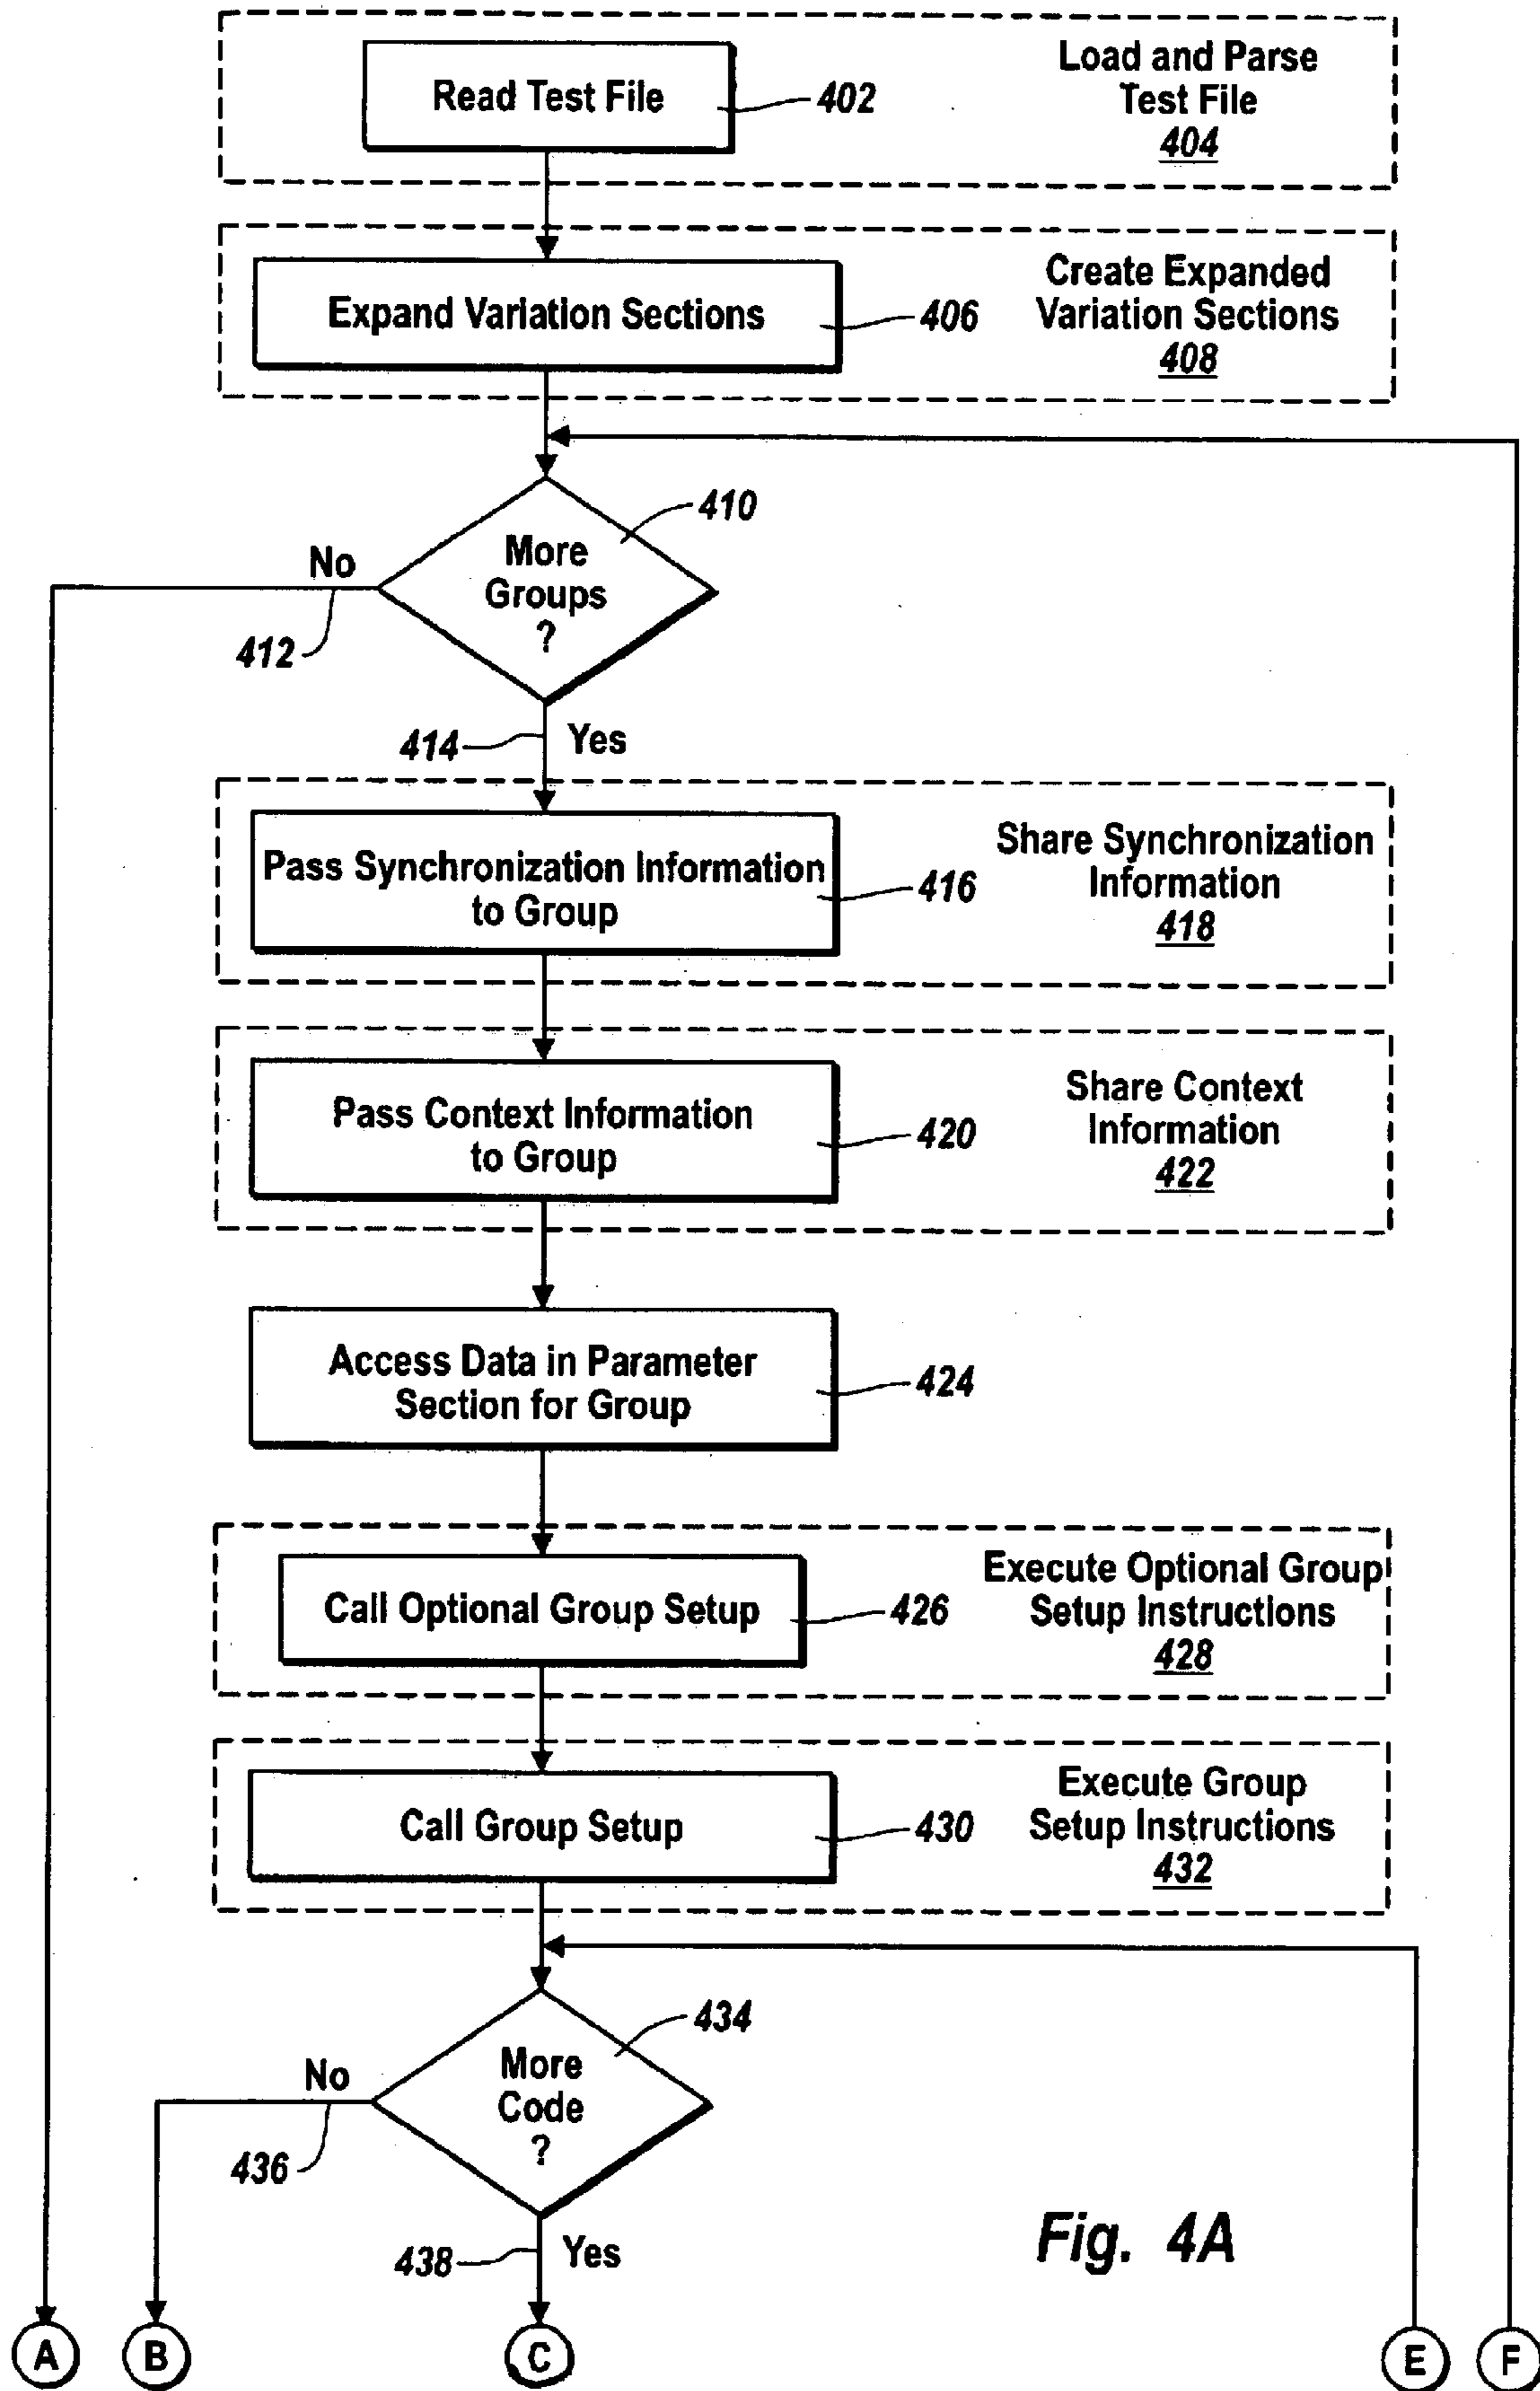 Read Test File
402
Load and Parse
Test File
404
Expand Variation Sections
406
Create Expanded
Variation Sections
408
410
More
Groups
?
No
412
414
Yes
Pass Synchronization Information
to Group
416
Share Synchronization
Information
418
Pass Context Information
to Group
420
Share Context
Information
422
Access Data in Parameter
Section for Group
424
Call Optional Group Setup
426
Execute Optional Group
Setup Instructions
428
Call Group Setup
430
Execute Group
Setup Instructions
432
434
More
Code
?
No
436
438
Yes
Fig. 4A
A
B
C
E
F